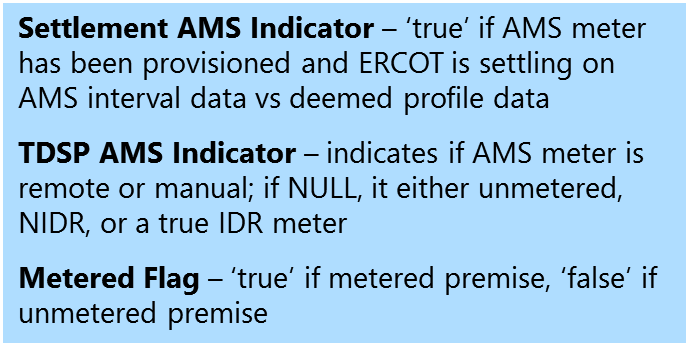 Settlement AMS Indicator – ‘true’ if AMS meter
has been provisioned and ERCOT is settling on
AMS interval data vs deemed profile data
TDSP AMS Indicator – indicates if AMS meter is
remote or manual; if NULL, it either unmetered,
NIDR, or a true IDR meter
Metered Flag – ‘true’ if metered premise, ‘false’ if
unmetered premise